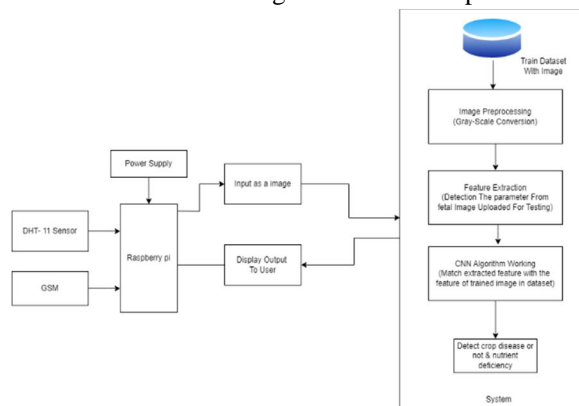 Train Dataset
With Image
Image Preprocessing
(Gray-Scale Conversion)
Power Supply
Input as a image
Feature Extraction
(Detection The parameter From
fetal Image Uploaded For Testing)
DHT- 11 Sensor
Raspberry pi
Display Output
To User
GSM
CNN Algorithm Working
(Match extracted feature with the
feature of trained image in dataset)
Detect crop disease or
not & nutrient
deficiency
System